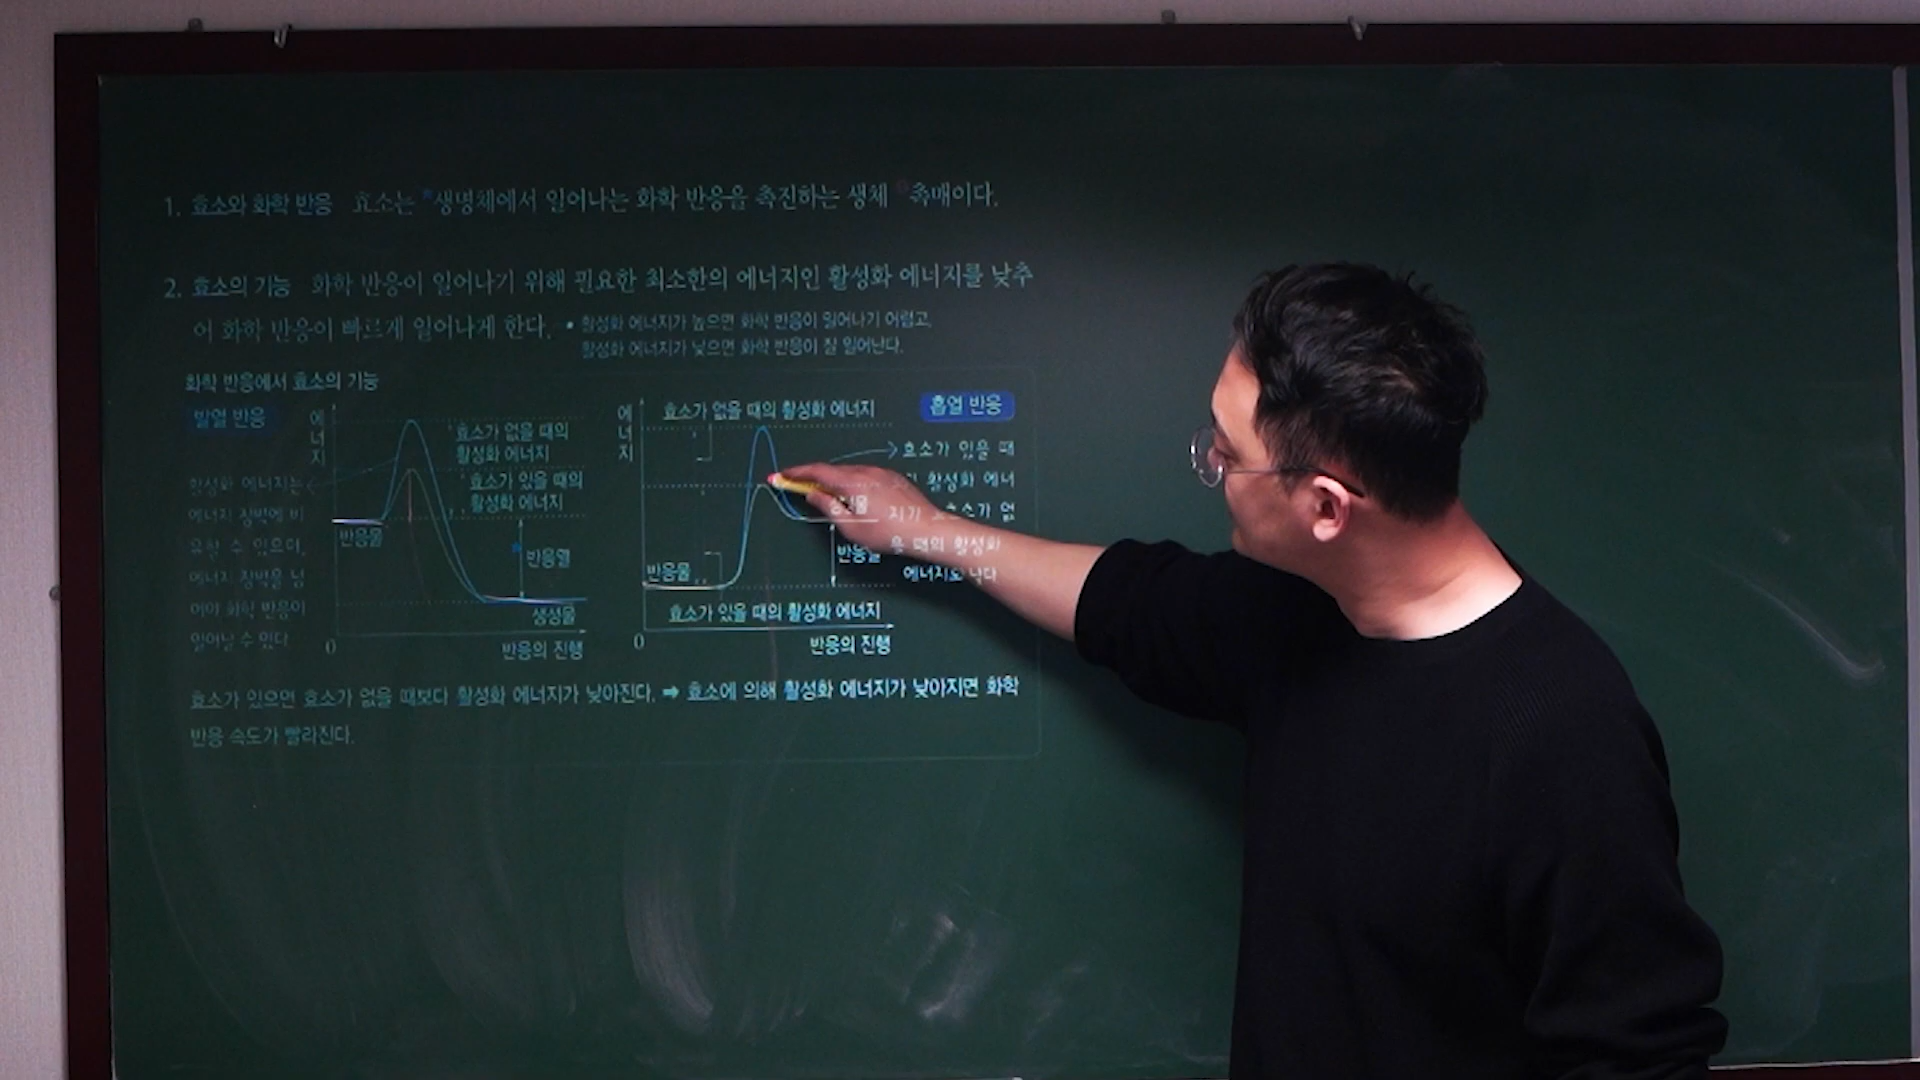 1. 효소와 화학 반응 효소는 *생명체에서 일어나는 화학 반응을 촉진하는 생체 촉매이다.
2. 효소의 기능 화학 반응이 일어나기 위해 필요한 최소한의 에너지인 활성화 에너지를 낮추
어 화학 반응이 빠르게 일어나게 한다. • 활성화 에너지가 높으면 화학 반응이 일어나기 어렵고,
활성화 에너지가 낮으면 화학 반응이 잘 일어난다.
화학 반응에서 효소의 기능
발열 반응
에너지
효소가 없을 때의
활성화 에너지
효소가 있을 때의
활성화 에너지
반응물
반응열
생성물
0
반응의 진행
활성화 에너지는
에너지 장벽에 비
유할 수 있으며,
에너지 장벽을 넘
어야 화학 반응이
일어날 수 있다
에너지
효소가 없을 때의 활성화 에너지
흡열 반응
생성물
반응물
반응열
효소가 있을 때의 활성화 에너지
0
반응의 진행
효소가 있을 때
활성화 에너
지가 효소가 없
을 때의 활성화
에너지보다 낮다
효소가 있으면 효소가 없을 때보다 활성화 에너지가 낮아진다. ➡ 효소에 의해 활성화 에너지가 낮아지면 화학
반응 속도가 빨라진다.